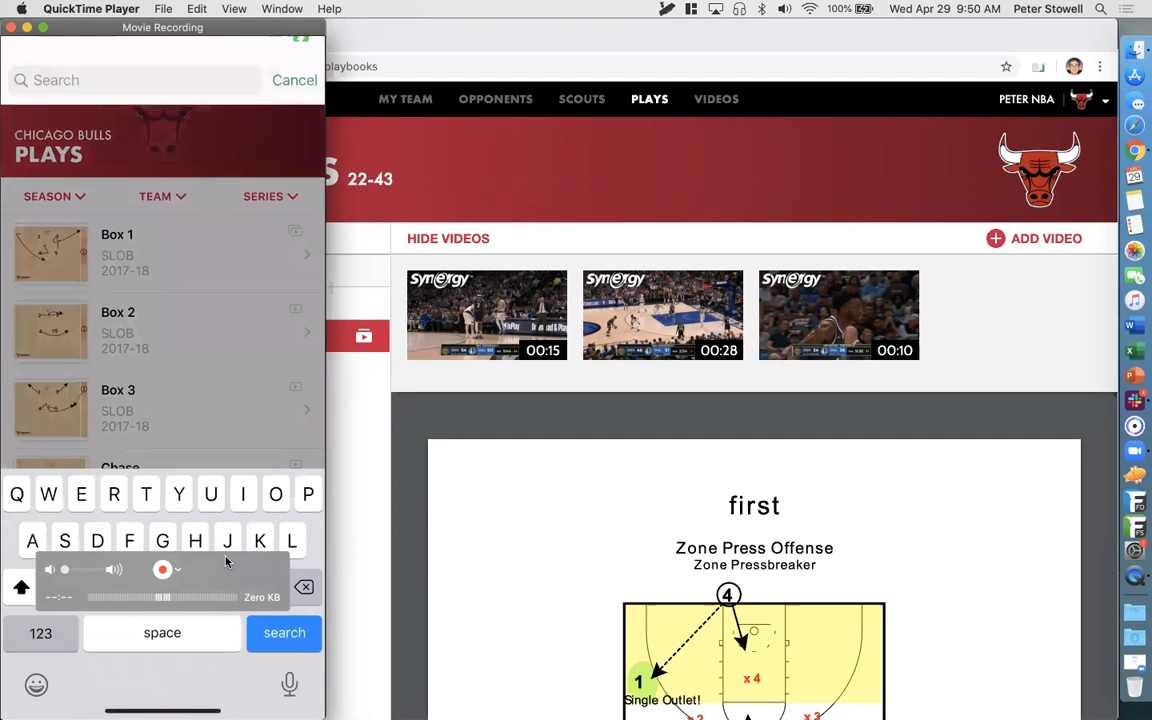 QuickTime Player File Edit View Window Help 100% Wed Apr 29 9:50 AM Peter Stowell
Movie Recording
Search Cancel
CHICAGO BULLS
PLAYS
SEASON TEAM SERIES
Box 1
SLOB
2017-18
Box 2
SLOB
2017-18
Box 3
SLOB
2017-18
Chase
Q W E R T Y U I O P
A S D F G H J K L
--:-- Zero KB
123 space search
playbooks
MY TEAM OPPONENTS SCOUTS PLAYS VIDEOS PETER NBA
S 22-43
HIDE VIDEOS ADD VIDEO
Synergy Synergy Synergy
00:15 00:28 00:10
first
Zone Press Offense
Zone Pressbreaker
4
1 x 4
Single Outlet!
x 2 x 3